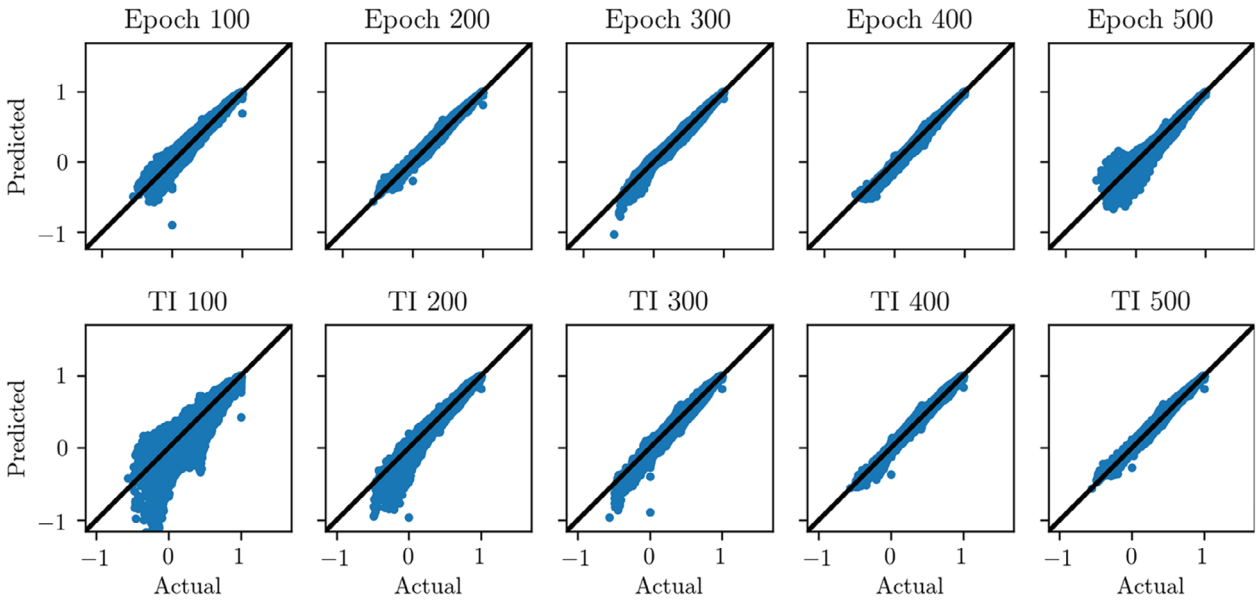 Epoch 100 Epoch 200 Epoch 300 Epoch 400 Epoch 500
Predicted
1
0
−1
TI 100 TI 200 TI 300 TI 400 TI 500
Predicted
1
0
−1
−1 0 1 −1 0 1 −1 0 1 −1 0 1 −1 0 1
Actual Actual Actual Actual Actual